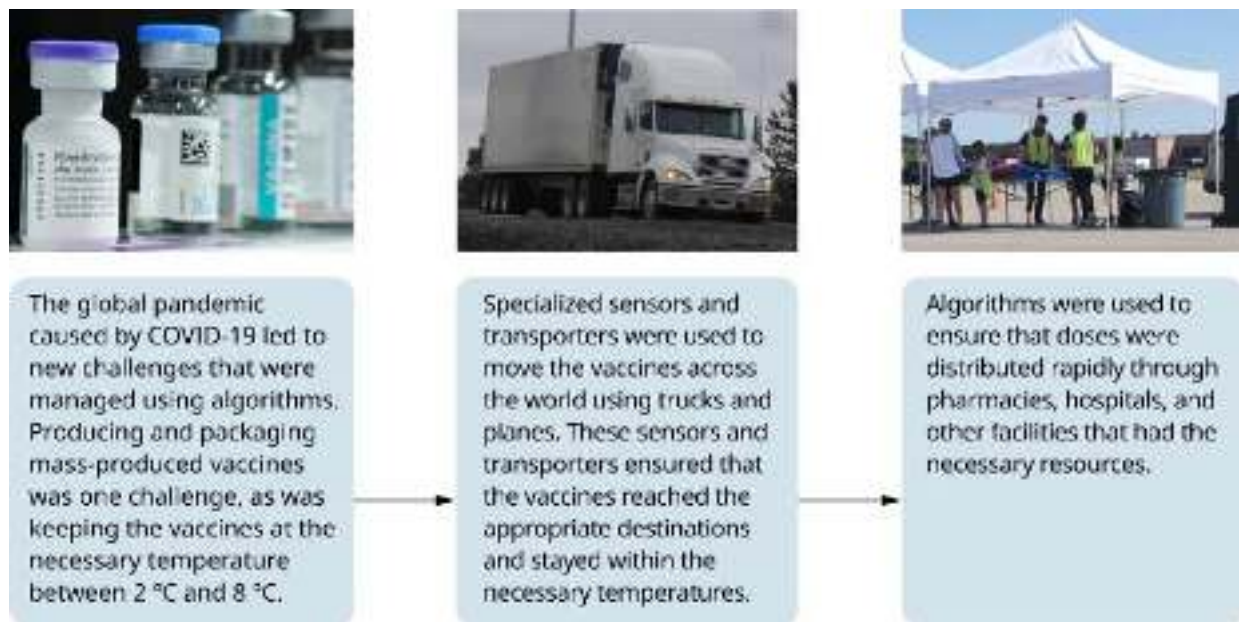 VACCINE
The global pandemic
caused by COVID-19 led to
new challenges that were
managed using algorithms.
Producing and packaging
mass-produced vaccines
was one challenge, as was
keeping the vaccines at the
necessary temperature
between 2 °C and 8 °C.
Specialized sensors and
transporters were used to
move the vaccines across
the world using trucks and
planes. These sensors and
transporters ensured that
the vaccines reached the
appropriate destinations
and stayed within the
necessary temperatures.
Algorithms were used to
ensure that doses were
distributed rapidly through
pharmacies, hospitals, and
other facilities that had the
necessary resources.